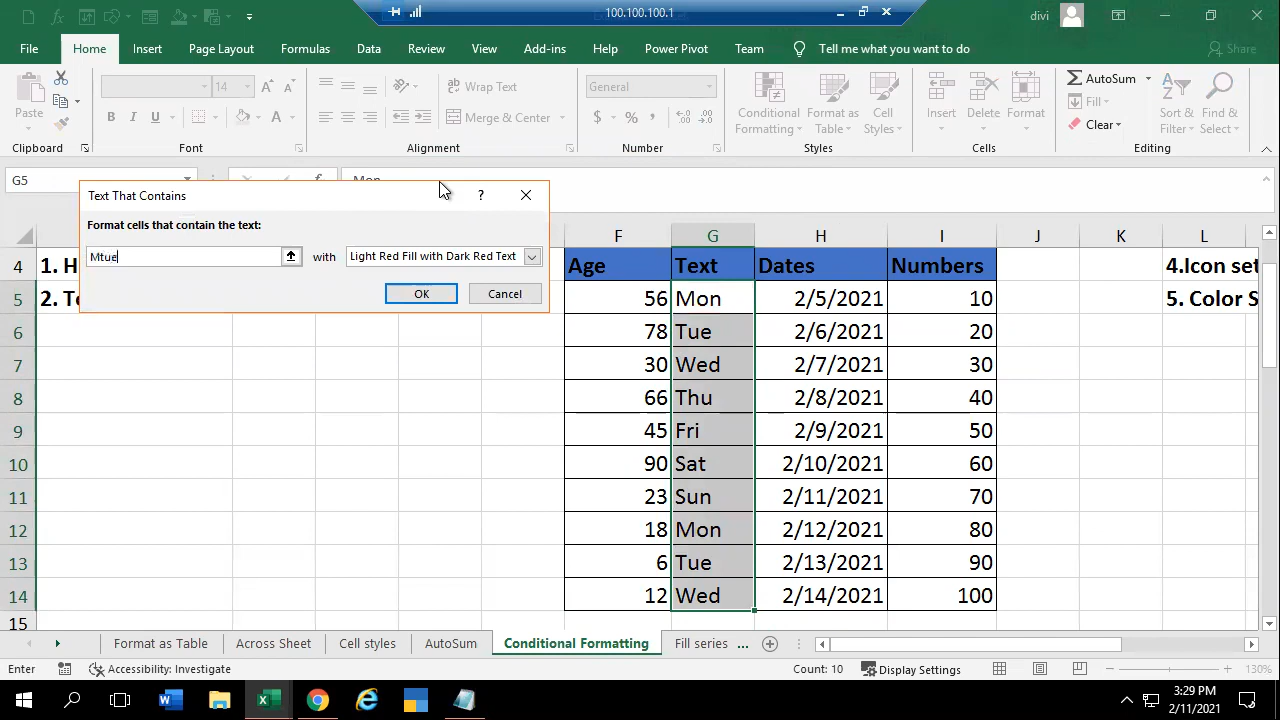 100.100.100.1
divi
File Home Insert Page Layout Formulas Data Review View Add-ins Help Power Pivot Team Tell me what you want to do Share
Paste
14
B I U
A A
Wrap Text
Merge & Center
General
$ % ,
Conditional Formatting
Format as Table
Cell Styles
Insert Delete Format
AutoSum
Fill
Clear
Sort & Filter
Find & Select
Clipboard Font Alignment Number Styles Cells Editing
G5
Text That Contains ?
Format cells that contain the text:
Mtue with Light Red Fill with Dark Red Text
OK Cancel
F G H I J K L
4 1. H Age Text Dates Numbers 4.Icon set
5 2. Te 56 Mon 2/5/2021 10 5. Color S
6 78 Tue 2/6/2021 20
7 30 Wed 2/7/2021 30
8 66 Thu 2/8/2021 40
9 45 Fri 2/9/2021 50
10 90 Sat 2/10/2021 60
11 23 Sun 2/11/2021 70
12 18 Mon 2/12/2021 80
13 6 Tue 2/13/2021 90
14 12 Wed 2/14/2021 100
15
Format as Table Across Sheet Cell styles AutoSum Conditional Formatting Fill series ...
Enter Accessibility: Investigate Count: 10 Display Settings 130%
3:29 PM
2/11/2021